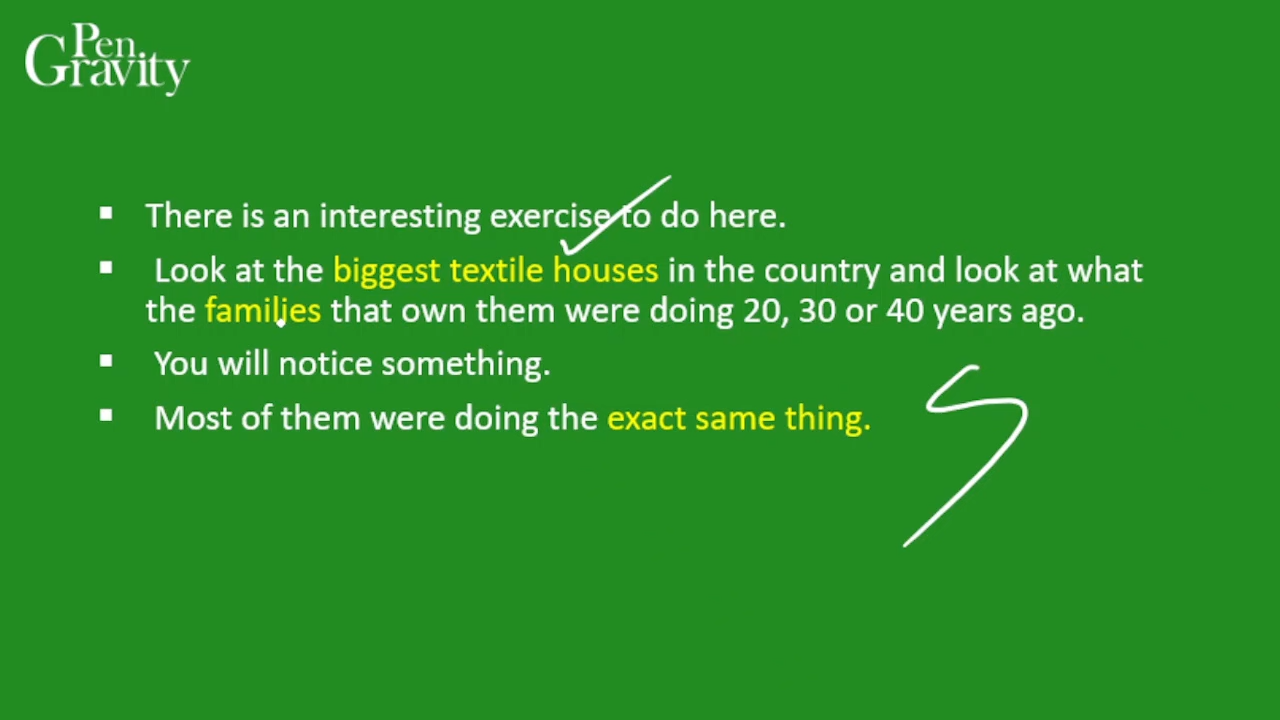 Pen
Gravity
There is an interesting exercise to do here.
Look at the biggest textile houses in the country and look at what
the families that own them were doing 20, 30 or 40 years ago.
You will notice something.
Most of them were doing the exact same thing.